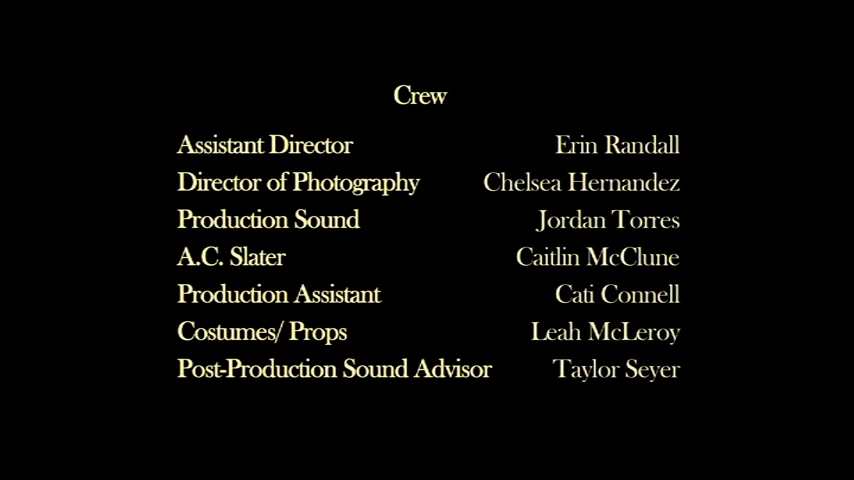 Crew
Assistant Director Erin Randall
Director of Photography Chelsea Hernandez
Production Sound Jordan Torres
A.C. Slater Caitlin McClune
Production Assistant Cati Connell
Costumes/ Props Leah McLeroy
Post-Production Sound Advisor Taylor Seyer